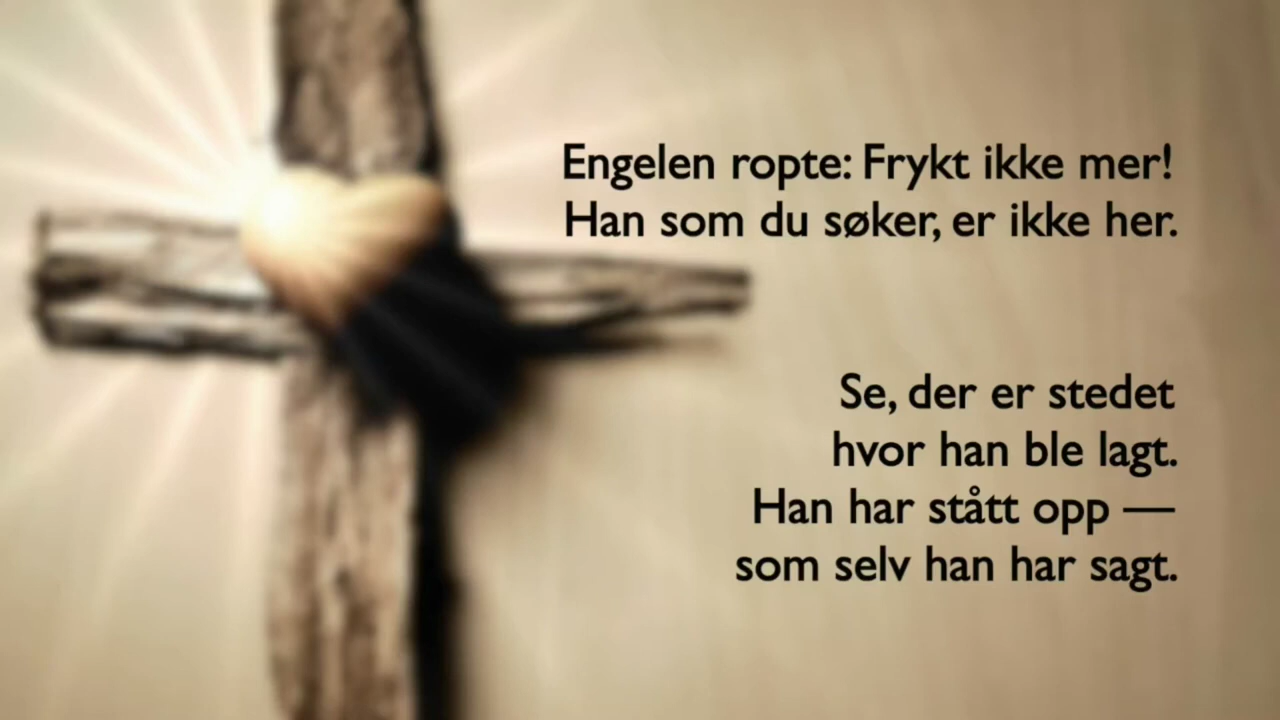 Engelen ropte: Frykt ikke mer!
Han som du søker, er ikke her.
Se, der er stedet
hvor han ble lagt.
Han har stått opp —
som selv han har sagt.